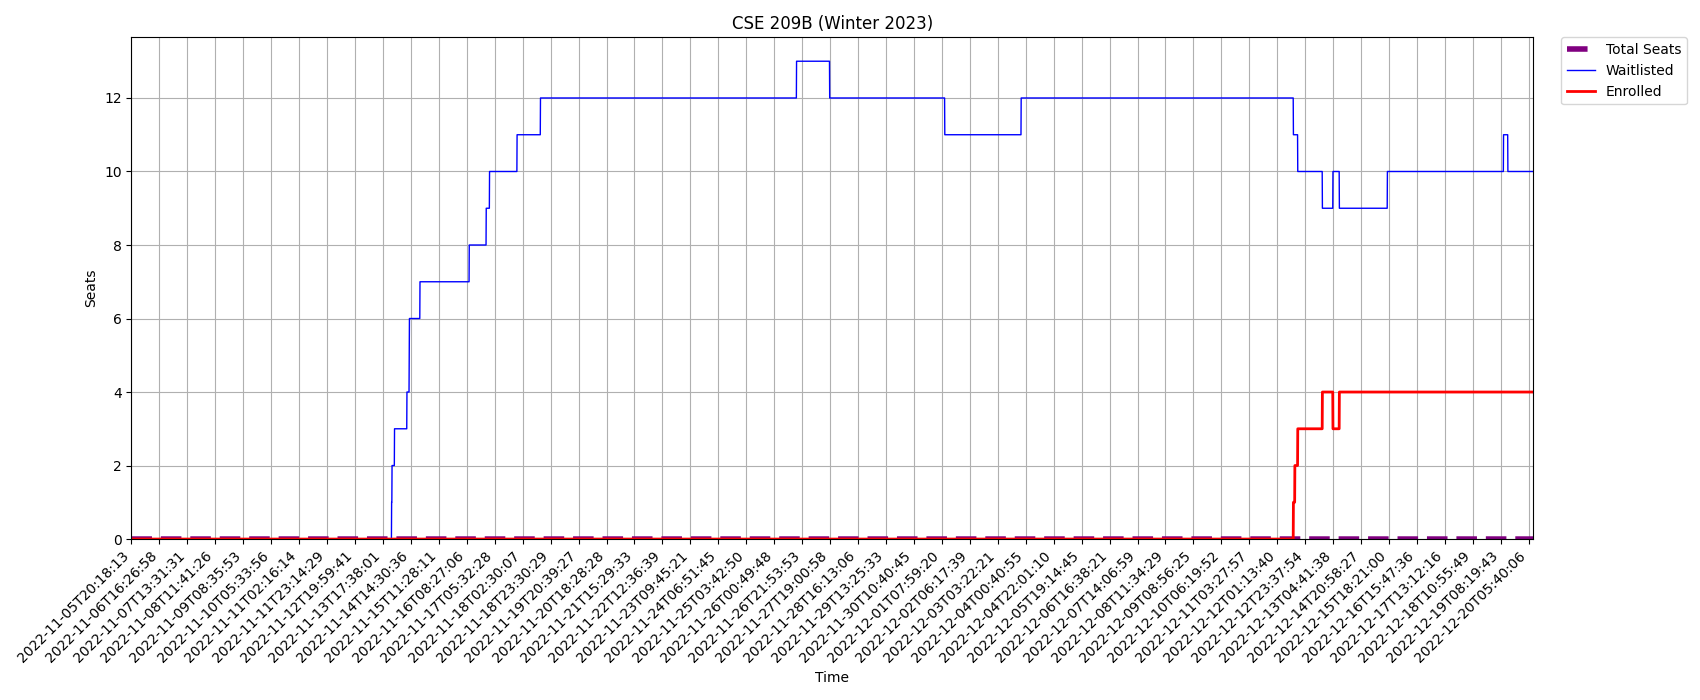 CSE 209B (Winter 2023)
Total Seats
Waitlisted
Enrolled
Seats
12
10
8
6
4
2
0
2022-11-05T20:18:13
2022-11-06T16:26:58
2022-11-07T13:31:31
2022-11-08T11:41:26
2022-11-09T08:35:53
2022-11-10T05:33:56
2022-11-11T02:16:14
2022-11-11T23:14:29
2022-11-12T19:59:41
2022-11-13T17:38:01
2022-11-14T14:30:36
2022-11-15T11:28:11
2022-11-16T08:27:06
2022-11-17T05:32:28
2022-11-18T02:30:07
2022-11-18T23:30:29
2022-11-19T20:39:27
2022-11-20T18:28:28
2022-11-21T15:29:33
2022-11-22T12:36:39
2022-11-23T09:45:21
2022-11-24T06:51:45
2022-11-25T03:42:50
2022-11-26T00:49:48
2022-11-26T21:53:53
2022-11-27T19:00:58
2022-11-28T16:13:06
2022-11-29T13:25:33
2022-11-30T10:40:45
2022-12-01T07:59:20
2022-12-02T06:17:39
2022-12-03T03:22:21
2022-12-04T00:40:55
2022-12-04T22:01:10
2022-12-05T19:14:45
2022-12-06T16:38:21
2022-12-07T14:06:59
2022-12-08T11:34:29
2022-12-09T08:56:25
2022-12-10T06:19:52
2022-12-11T03:27:57
2022-12-12T01:13:40
2022-12-12T23:37:54
2022-12-13T04:41:38
2022-12-14T20:58:27
2022-12-15T18:21:00
2022-12-16T15:47:36
2022-12-17T13:12:16
2022-12-18T10:55:49
2022-12-19T08:19:43
2022-12-20T05:40:06
Time